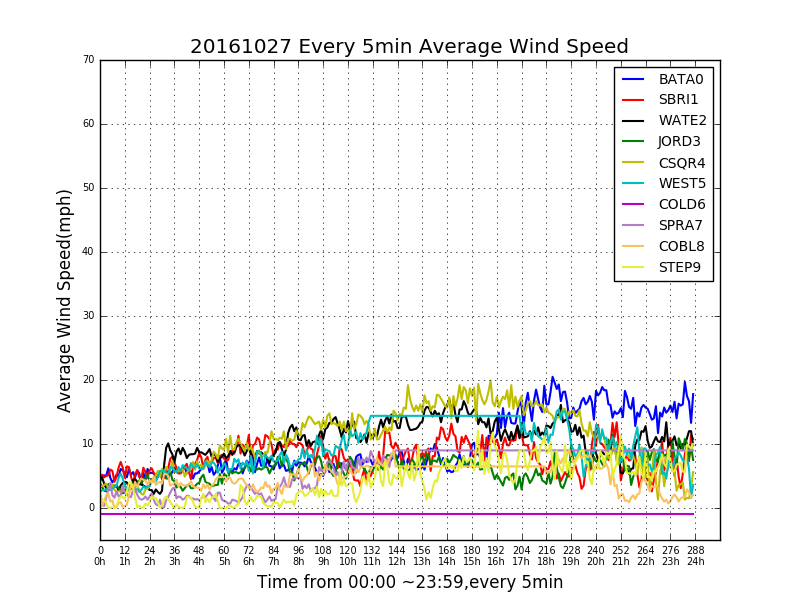 20161027 Every 5min Average Wind Speed
70
60
50
40
30
20
10
0
Average Wind Speed(mph)
BATA0
SBRI1
WATE2
JORD3
CSQR4
WEST5
COLD6
SPRA7
COBL8
STEP9
0 12 24 36 48 60 72 84 96 108 120 132 144 156 168 180 192 204 216 228 240 252 264 276 288
0h 1h 2h 3h 4h 5h 6h 7h 8h 9h 10h 11h 12h 13h 14h 15h 16h 17h 18h 19h 20h 21h 22h 23h 24h
Time from 00:00 ~23:59,every 5min